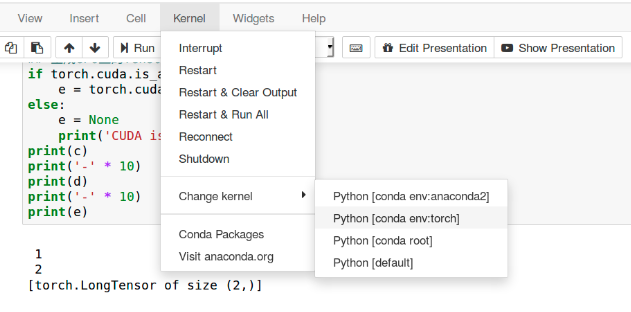 View Insert Cell Kernel Widgets Help
Run Edit Presentation Show Presentation
Interrupt
Restart
Restart & Clear Output
Restart & Run All
Reconnect
Shutdown
Change kernel
Conda Packages
Visit anaconda.org
Python [conda env:anaconda2]
Python [conda env:torch]
Python [conda root]
Python [default]
if torch.cuda.is_a
e = torch.cuda
else:
e = None
print('CUDA is
print(c)
print('-' * 10)
print(d)
print('-' * 10)
print(e)
1
2
[torch.LongTensor of size (2,)]